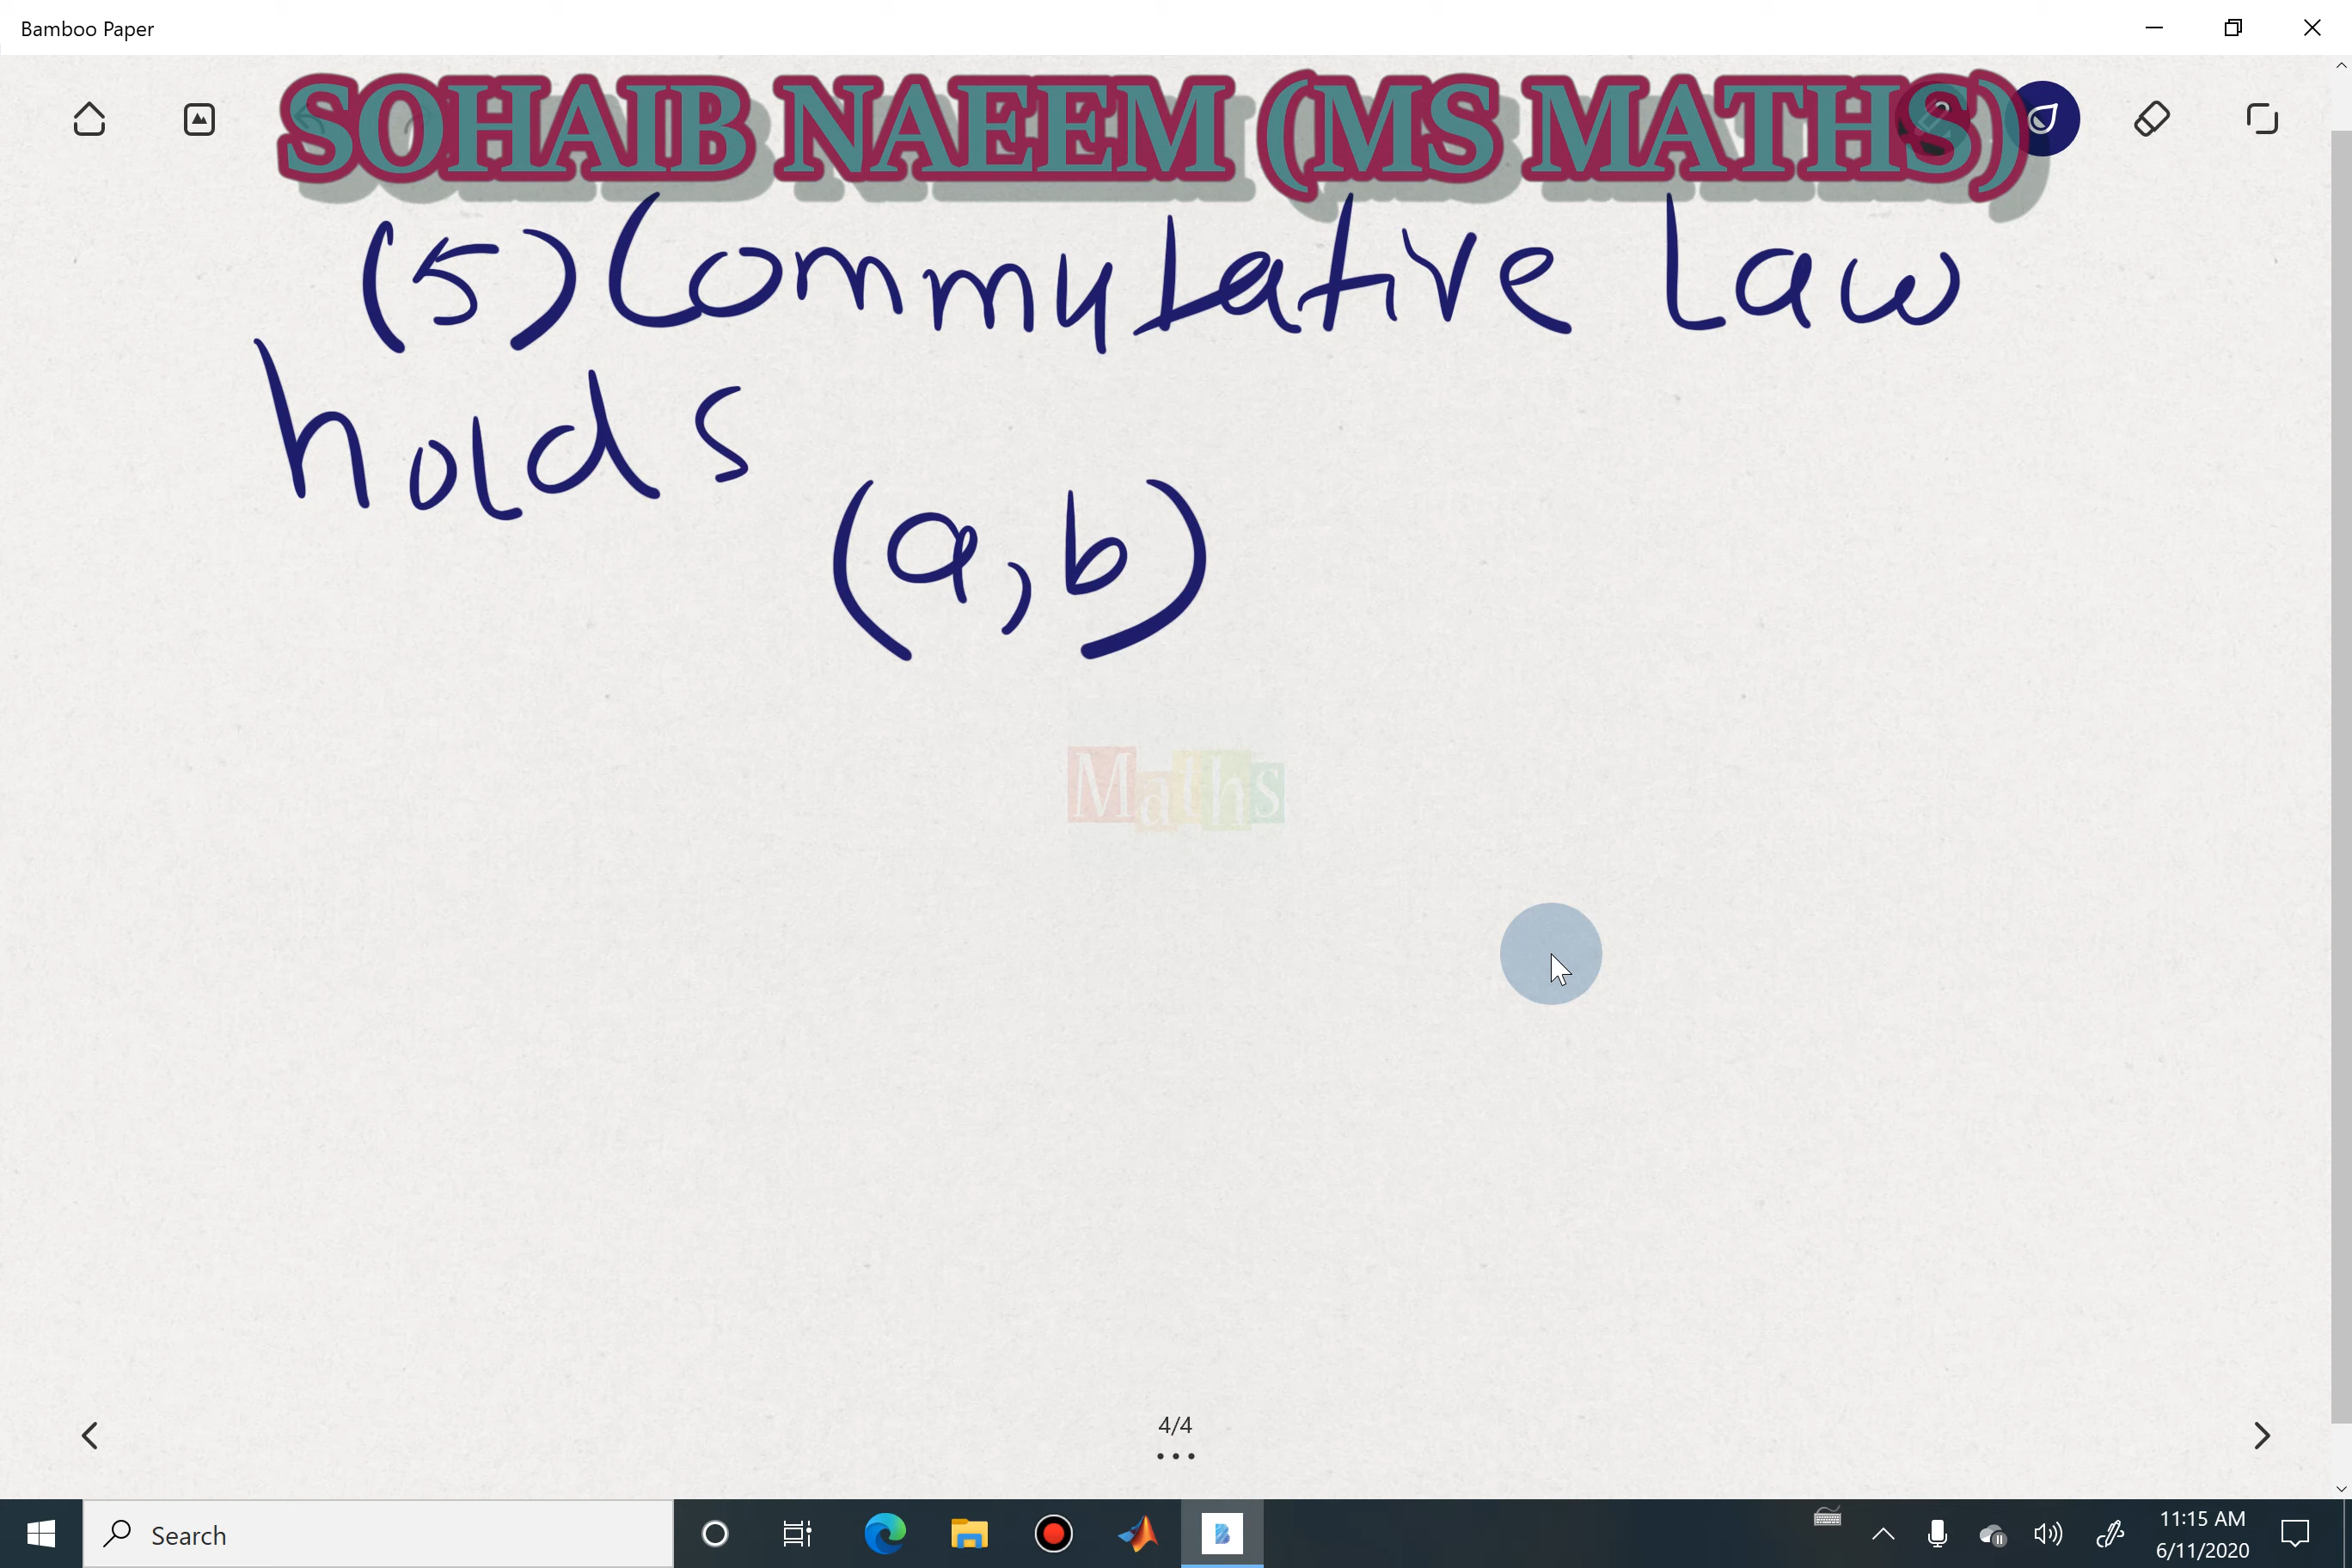 Bamboo Paper
SOHAIB NAEEM (MS MATHS)
(5) Commutative Law
holds
(a, b)
Maths
4/4
Search
11:15 AM
6/11/2020